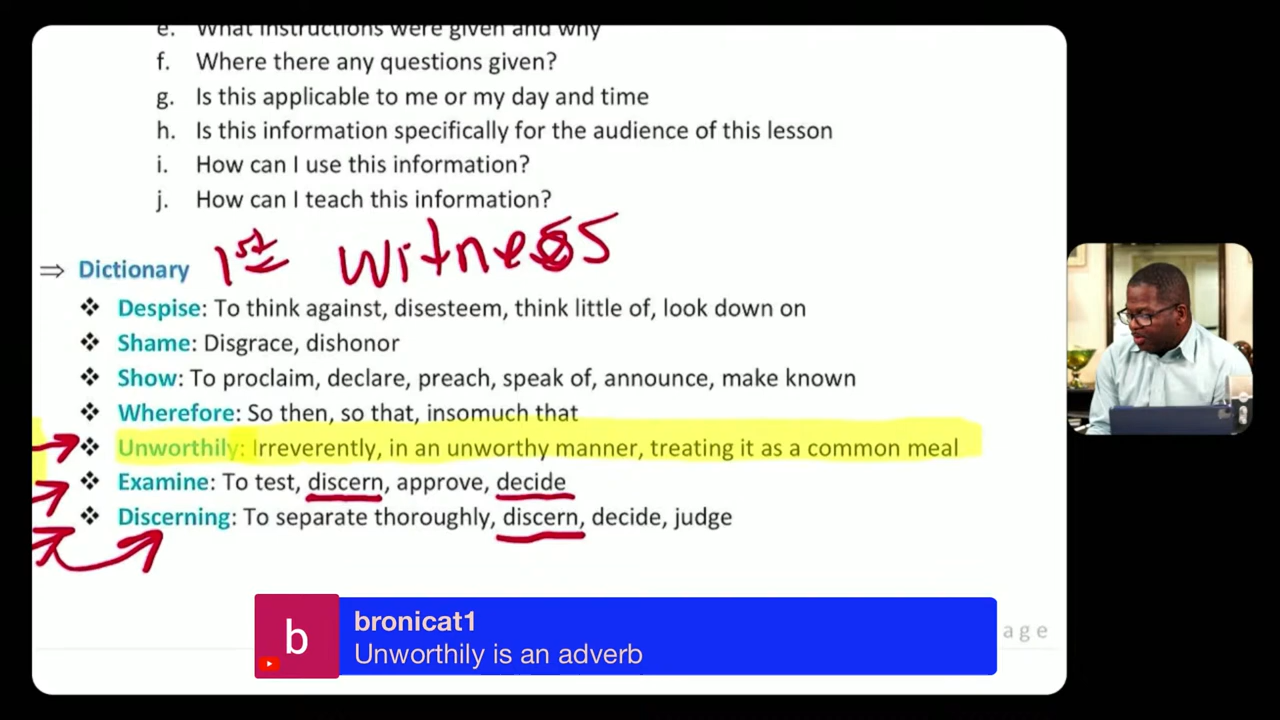 e. What instructions were given and why
f. Where there any questions given?
g. Is this applicable to me or my day and time
h. Is this information specifically for the audience of this lesson
i. How can I use this information?
j. How can I teach this information?
⇒ Dictionary 1st Witness
❖ Despise: To think against, disesteem, think little of, look down on
❖ Shame: Disgrace, dishonor
❖ Show: To proclaim, declare, preach, speak of, announce, make known
❖ Wherefore: So then, so that, insomuch that
❖ Unworthily: Irreverently, in an unworthy manner, treating it as a common meal
❖ Examine: To test, discern, approve, decide
❖ Discerning: To separate thoroughly, discern, decide, judge
age
b
bronicat1
Unworthily is an adverb